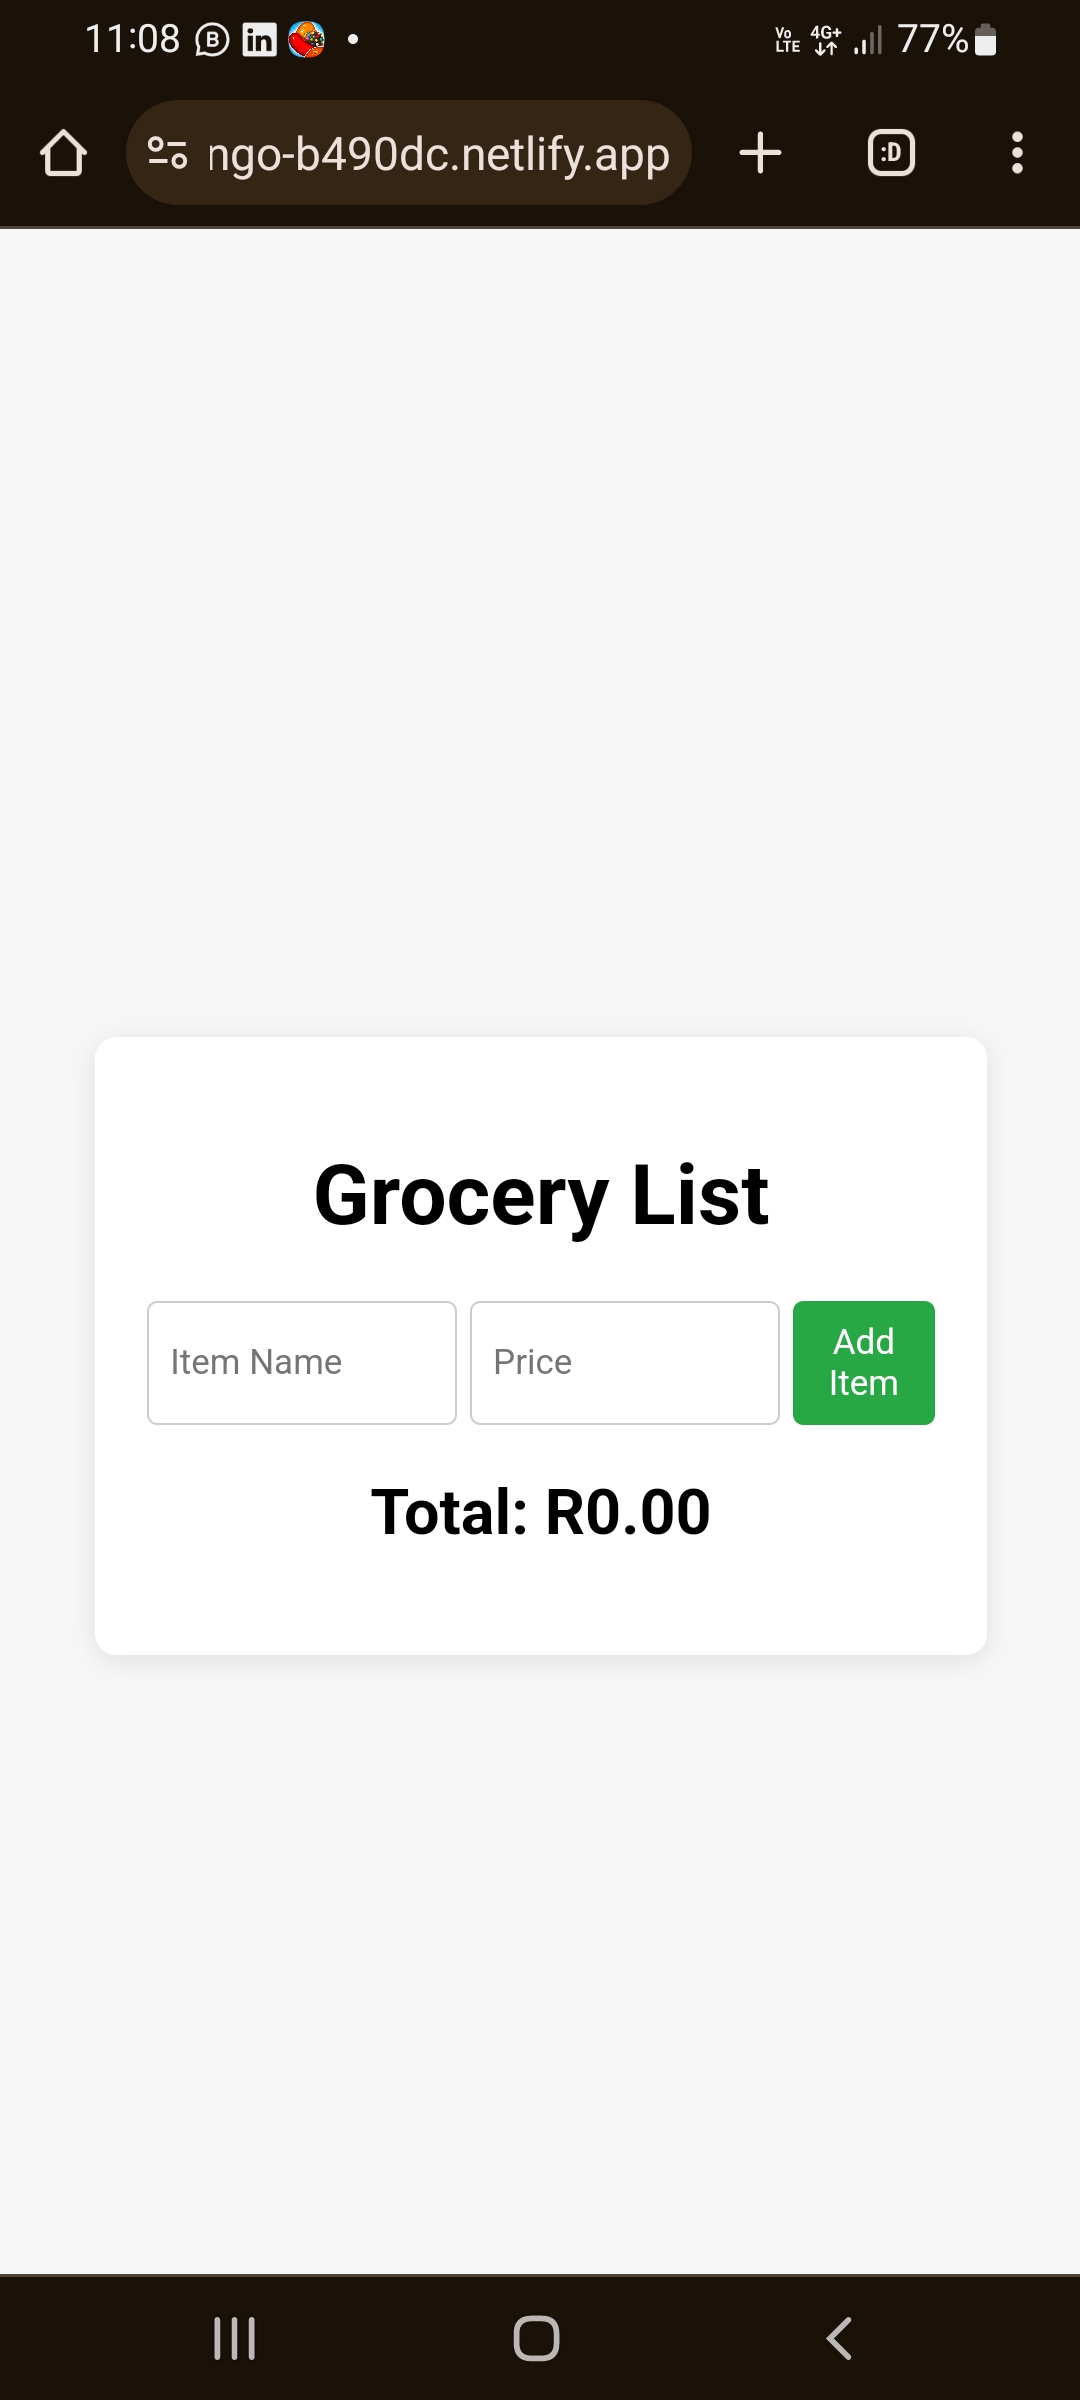 11:08
Vo LTE 4G+ 77%
ngo-b490dc.netlify.app
:D
Grocery List
Item Name
Price
Add
Item
Total: R0.00